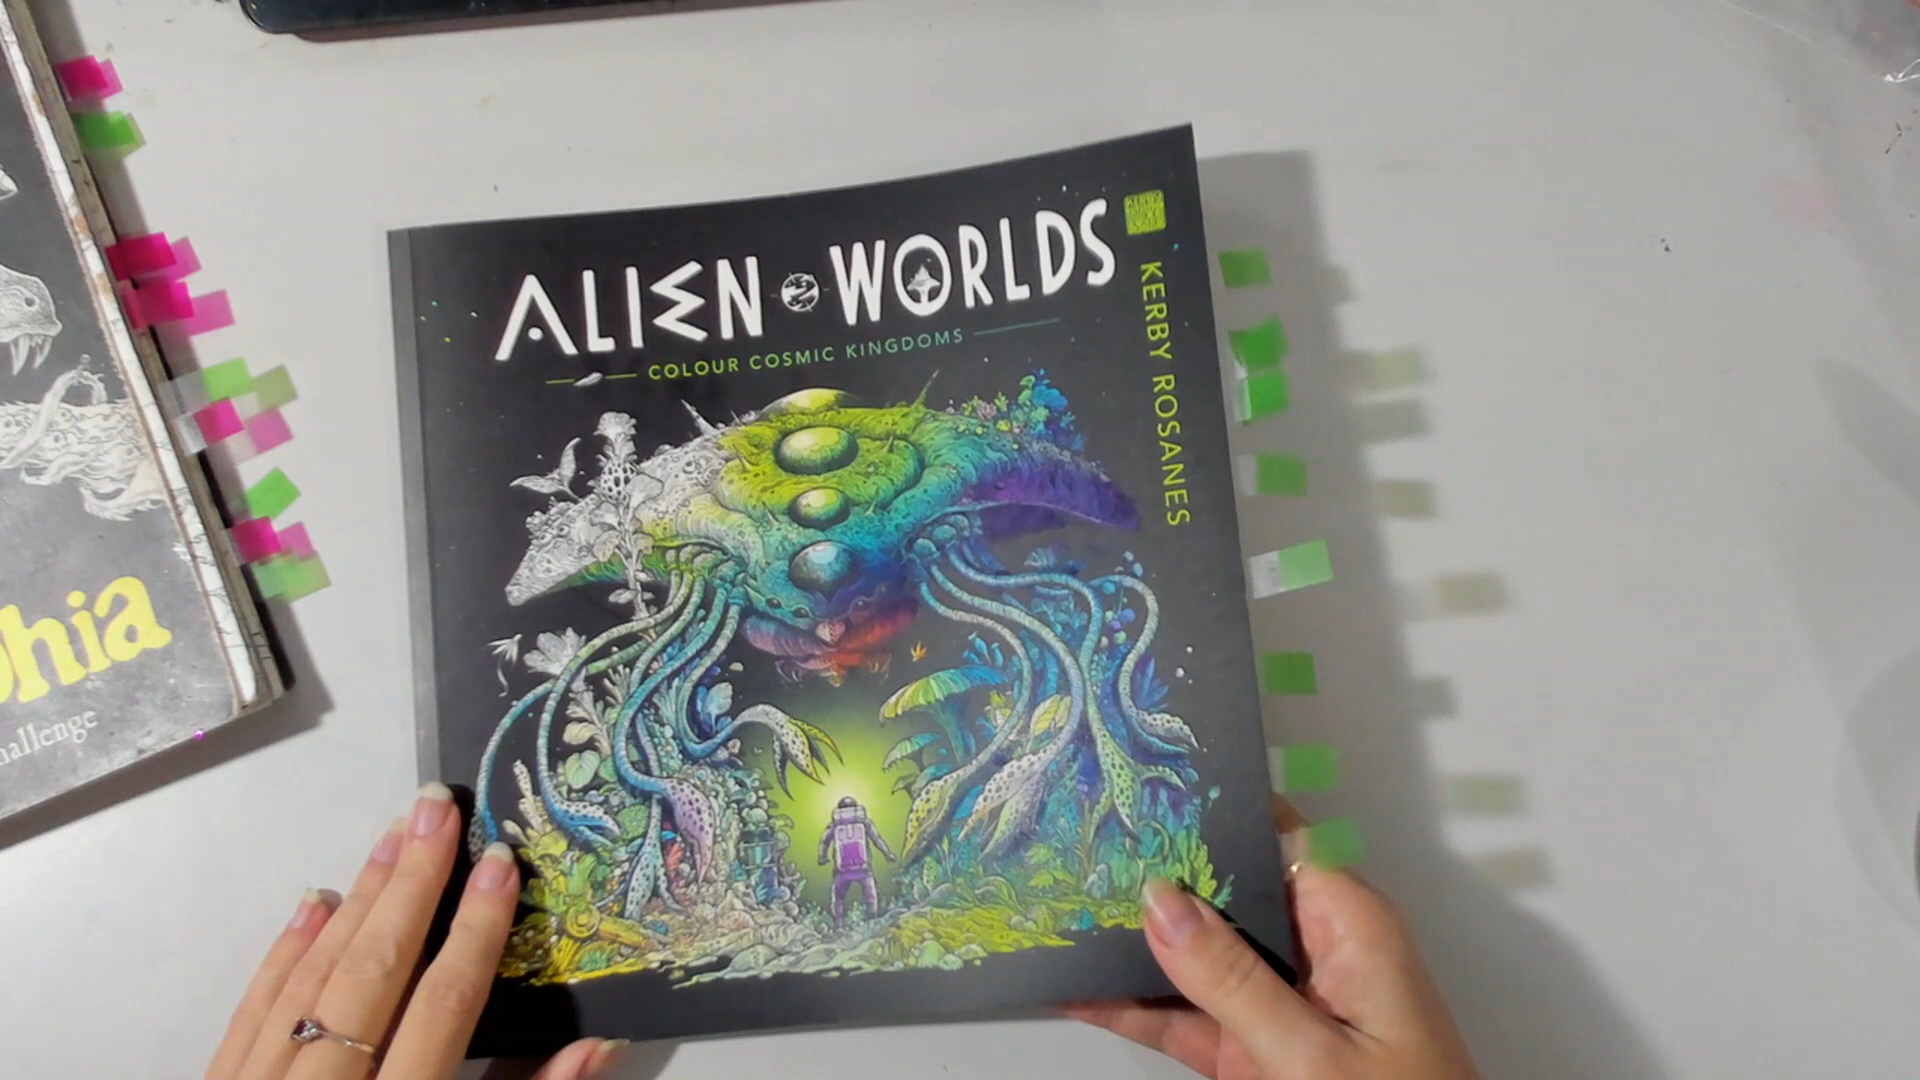 ALIEN WORLDS
COLOUR COSMIC KINGDOMS
KERBY ROSANES
hia
hallenge